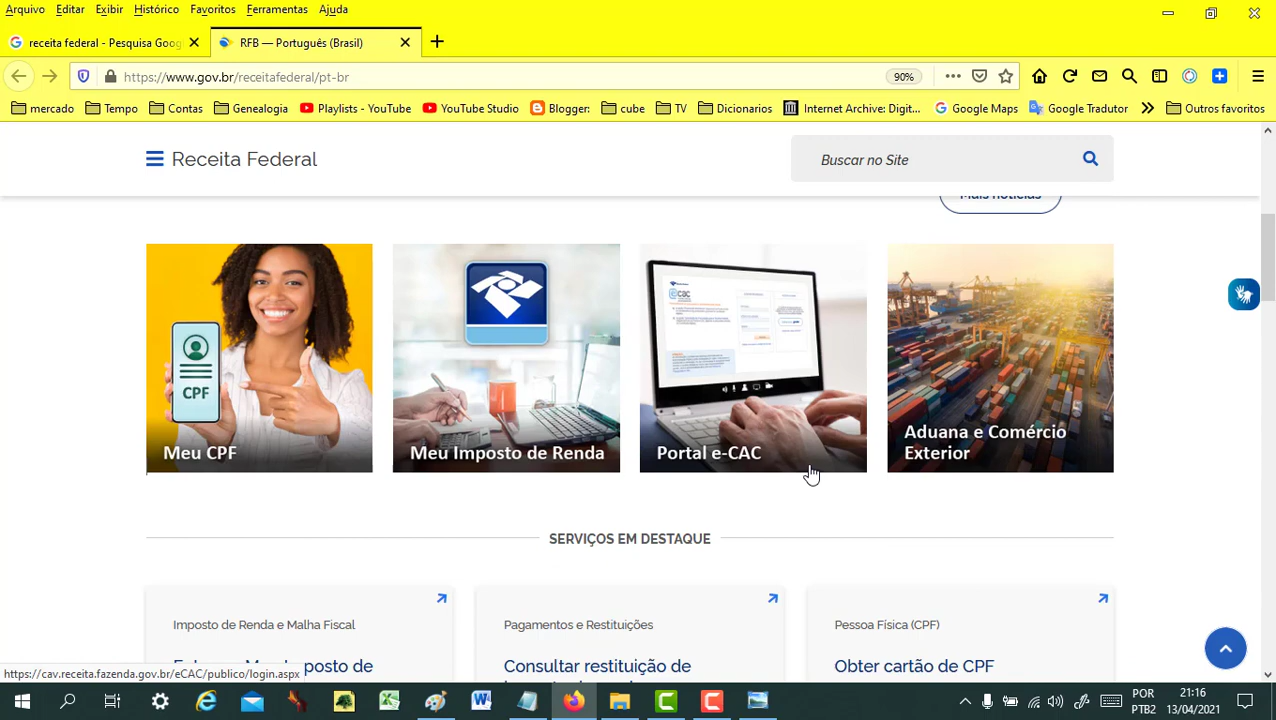 Arquivo Editar Exibir Histórico Favoritos Ferramentas Ajuda
receita federal - Pesquisa Goog
RFB — Português (Brasil)
https://www.gov.br/receitafederal/pt-br
90%
mercado Tempo Contas Genealogia Playlists - YouTube YouTube Studio Blogger: cube TV Dicionarios Internet Archive: Digit... Google Maps Google Tradutor Outros favoritos
Receita Federal
Buscar no Site
Mais notícias
CPF
Meu CPF
Meu Imposto de Renda
Portal e-CAC
Aduana e Comércio
Exterior
SERVIÇOS EM DESTAQUE
Imposto de Renda e Malha Fiscal
Pagamentos e Restituições
Pessoa Física (CPF)
Consultar restituição de
Obter cartão de CPF
https://cav.receita.fazenda.gov.br/eCAC/publico/login.aspx
POR
PTB2
21:16
13/04/2021